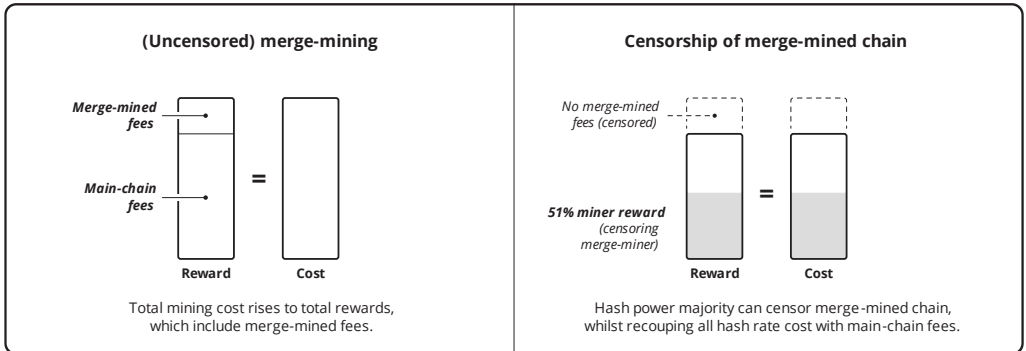 (Uncensored) merge-mining
Merge-mined
fees
=
Main-chain
fees
Reward
Cost
Total mining cost rises to total rewards,
which include merge-mined fees.
Censorship of merge-mined chain
No merge-mined
fees (censored)
=
51% miner reward
(censoring
merge-miner)
Reward
Cost
Hash power majority can censor merge-mined chain,
whilst recouping all hash rate cost with main-chain fees.